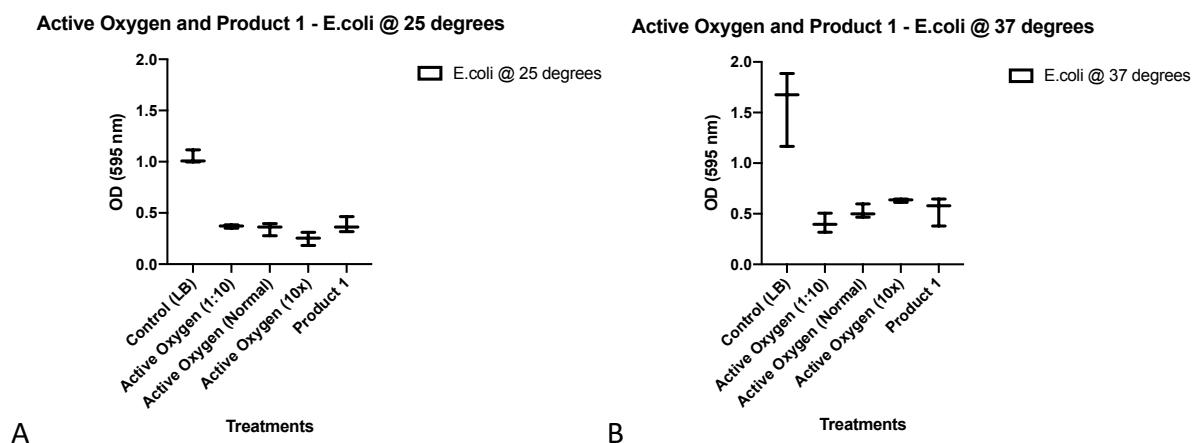 Active Oxygen and Product 1 - E.coli @ 25 degrees
E.coli @ 25 degrees
2.0
1.5
1.0
0.5
0.0
OD (595 nm)
Control (LB)
Active Oxygen (1:10)
Active Oxygen (Normal)
Active Oxygen (10x)
Product 1
Treatments
A
Active Oxygen and Product 1 - E.coli @ 37 degrees
E.coli @ 37 degrees
2.0
1.5
1.0
0.5
0.0
OD (595 nm)
Control (LB)
Active Oxygen (1:10)
Active Oxygen (Normal)
Active Oxygen (10x)
Product 1
Treatments
B